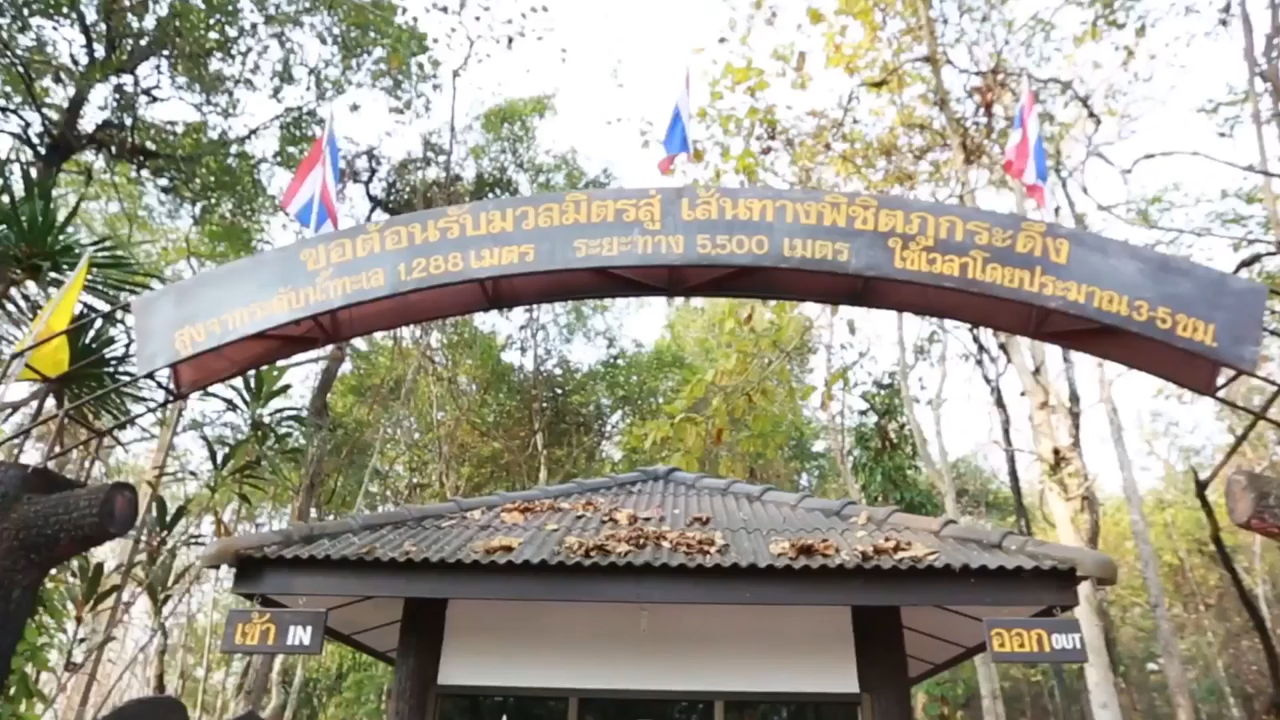 ขอต้อนรับมวลมิตรสู่ เส้นทางพิชิตภูกระดึง
สูงจากระดับน้ำทะเล 1,288 เมตร ระยะทาง 5,500 เมตร ใช้เวลาโดยประมาณ 3-5 ชม.
เข้า IN
ออก OUT